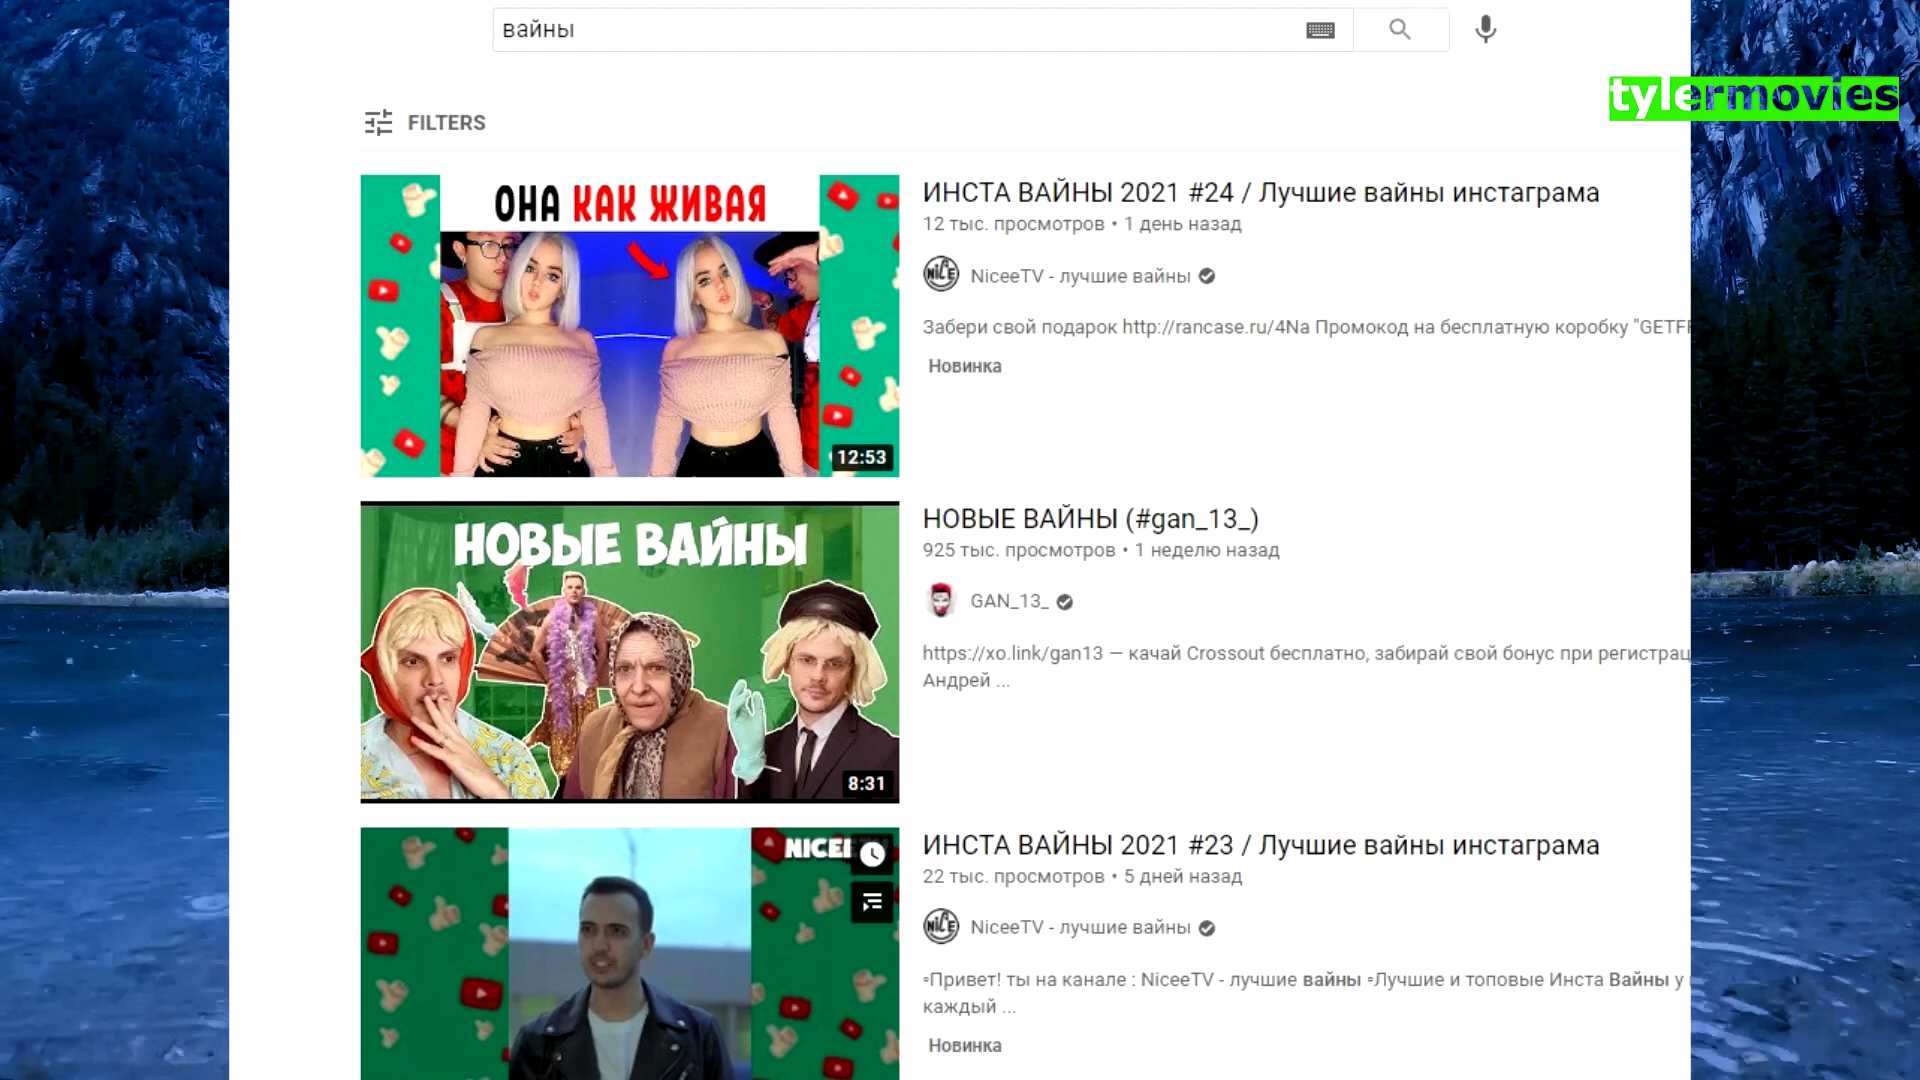 вайны
tylermovies
FILTERS
ОНА КАК ЖИВАЯ
12:53
ИНСТА ВАЙНЫ 2021 #24 / Лучшие вайны инстаграма
12 тыс. просмотров • 1 день назад
NICE
NiceeTV - лучшие вайны
Забери свой подарок http://rancase.ru/4Na Промокод на бесплатную коробку "GETF
Новинка
НОВЫЕ ВАЙНЫ
8:31
НОВЫЕ ВАЙНЫ (#gan_13_)
925 тыс. просмотров • 1 неделю назад
GAN_13_
https://xo.link/gan13 — качай Crossout бесплатно, забирай свой бонус при регистрац
Андрей ...
NICEE
ИНСТА ВАЙНЫ 2021 #23 / Лучшие вайны инстаграма
22 тыс. просмотров • 5 дней назад
NICE
NiceeTV - лучшие вайны
▫Привет! ты на канале : NiceeTV - лучшие вайны ▫Лучшие и топовые Инста Вайны у
каждый ...
Новинка